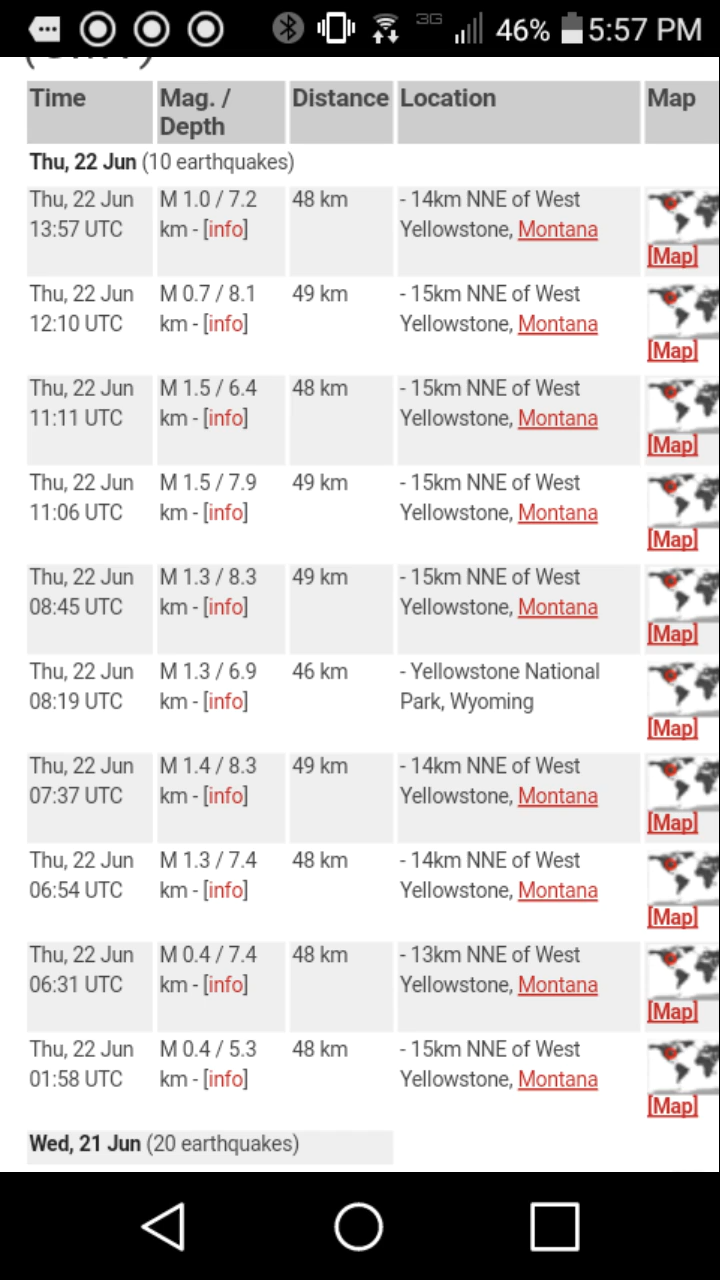 3G 46% 5:57 PM
Time Mag. / Distance Location Map
Depth
Thu, 22 Jun (10 earthquakes)
Thu, 22 Jun M 1.0 / 7.2 48 km - 14km NNE of West
13:57 UTC km - [info] Yellowstone, Montana
[Map]
Thu, 22 Jun M 0.7 / 8.1 49 km - 15km NNE of West
12:10 UTC km - [info] Yellowstone, Montana
[Map]
Thu, 22 Jun M 1.5 / 6.4 48 km - 15km NNE of West
11:11 UTC km - [info] Yellowstone, Montana
[Map]
Thu, 22 Jun M 1.5 / 7.9 49 km - 15km NNE of West
11:06 UTC km - [info] Yellowstone, Montana
[Map]
Thu, 22 Jun M 1.3 / 8.3 49 km - 15km NNE of West
08:45 UTC km - [info] Yellowstone, Montana
[Map]
Thu, 22 Jun M 1.3 / 6.9 46 km - Yellowstone National
08:19 UTC km - [info] Park, Wyoming
[Map]
Thu, 22 Jun M 1.4 / 8.3 49 km - 14km NNE of West
07:37 UTC km - [info] Yellowstone, Montana
[Map]
Thu, 22 Jun M 1.3 / 7.4 48 km - 14km NNE of West
06:54 UTC km - [info] Yellowstone, Montana
[Map]
Thu, 22 Jun M 0.4 / 7.4 48 km - 13km NNE of West
06:31 UTC km - [info] Yellowstone, Montana
[Map]
Thu, 22 Jun M 0.4 / 5.3 48 km - 15km NNE of West
01:58 UTC km - [info] Yellowstone, Montana
[Map]
Wed, 21 Jun (20 earthquakes)